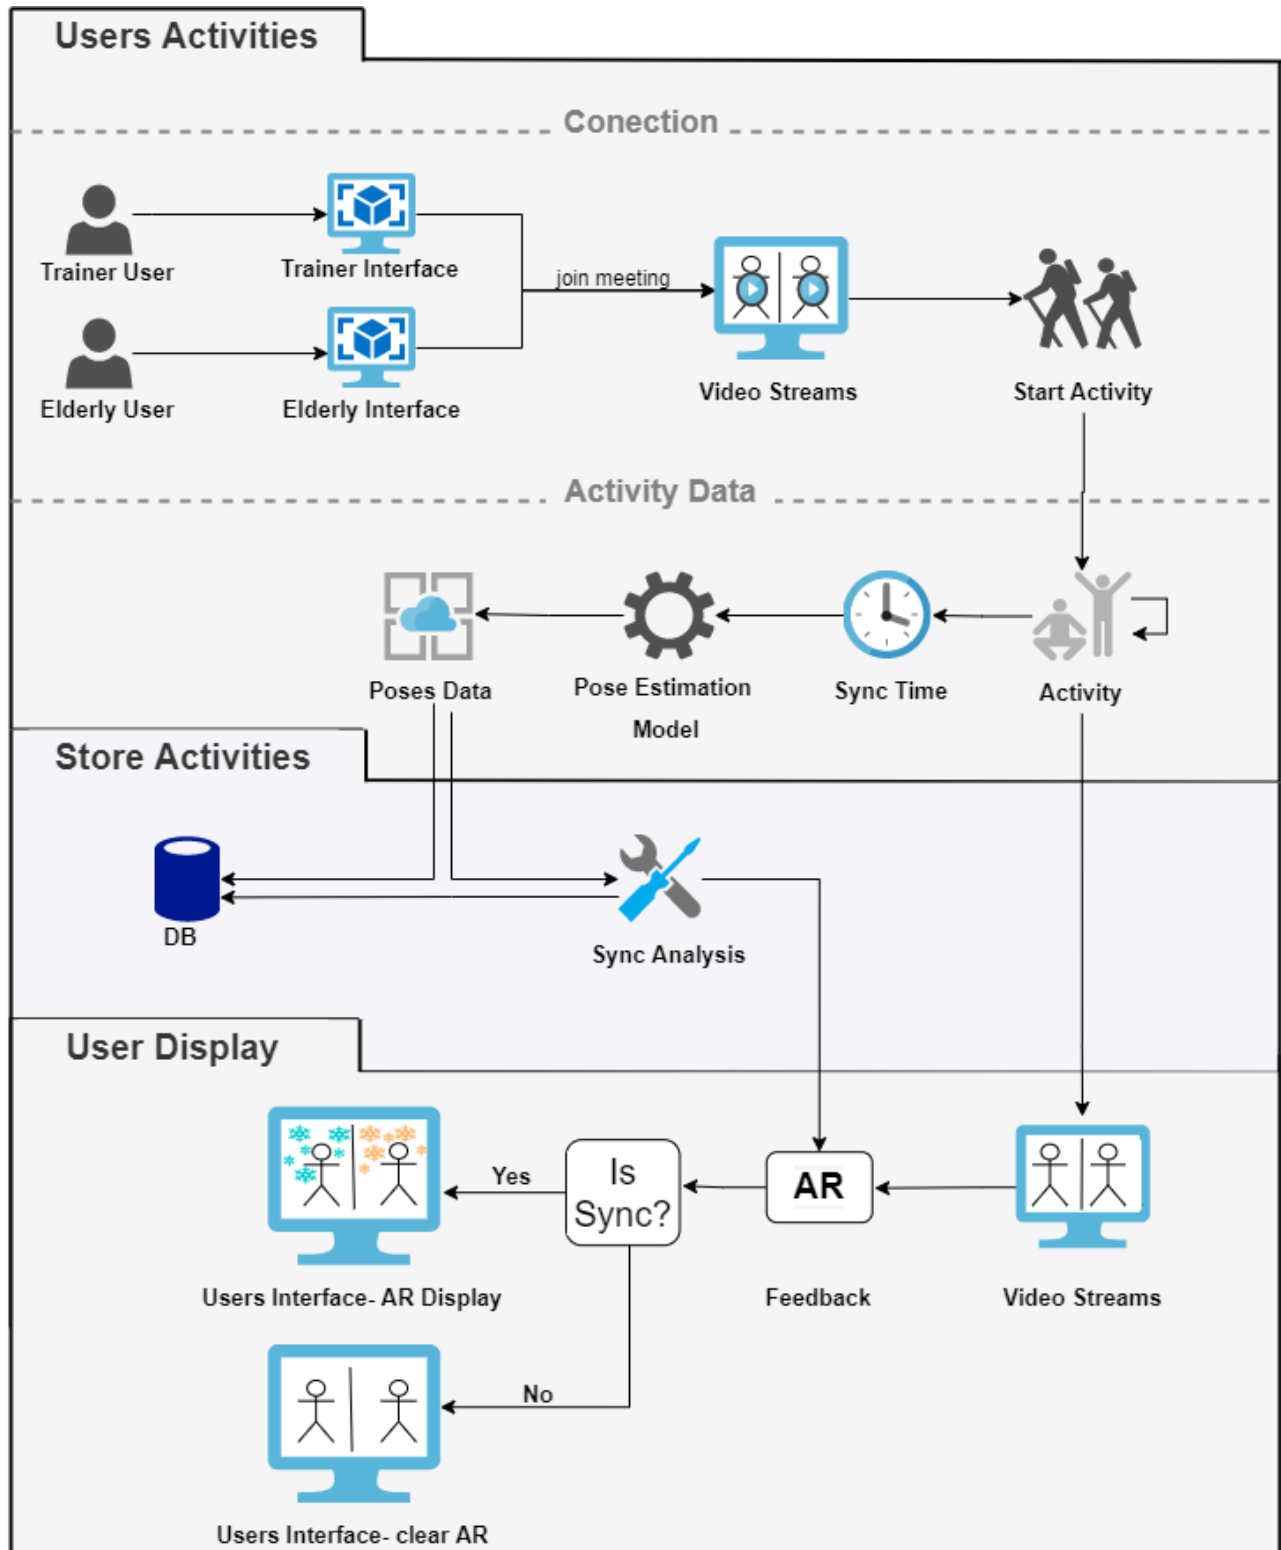 Users Activities
Conection
Trainer User
Trainer Interface
join meeting
Elderly User
Elderly Interface
Video Streams
Start Activity
Activity Data
Poses Data
Pose Estimation
Model
Sync Time
Activity
Store Activities
DB
Sync Analysis
User Display
Yes
Is
Sync?
AR
Users Interface- AR Display
Feedback
Video Streams
No
Users Interface- clear AR